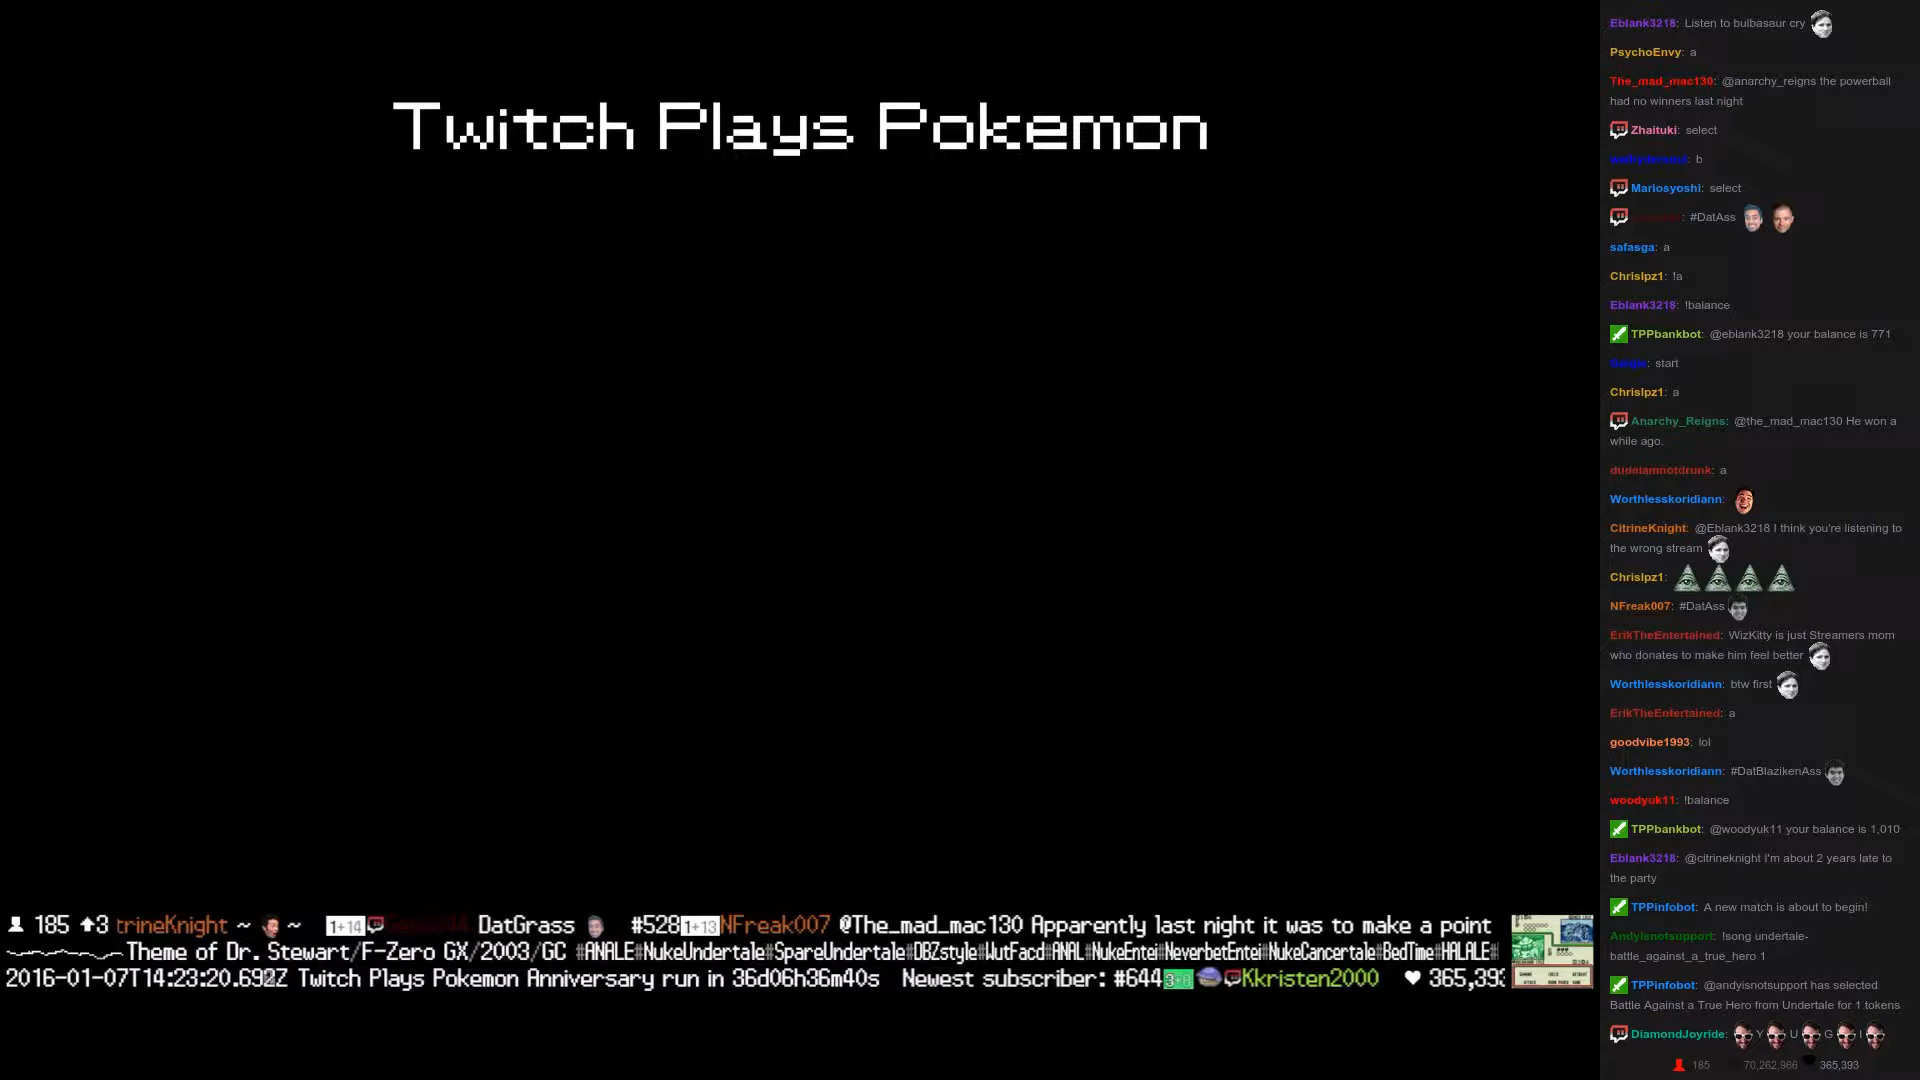 Twitch Plays Pokemon
185 3 trineKnight ~ ~ 1+14 DatGrass #528 1+13 NFreak007 @The_mad_mac130 Apparently last night it was to make a point
Theme of Dr. Stewart/F-Zero GX/2003/GC #ANALE#NukeUndertale#SpareUndertale#DBZstyle#WutFacd#ANAL#NukeEntei#NeverbetEntei#NukeCancertale#BedTime#HALALE#
Twitch Plays Pokemon Anniversary run in 36d06h36m40s Newest subscriber: #644 3+8 Kkristen2000 ♥ 365,393
Eblank3218: Listen to bulbasaur cry
PsychoEnvy: a
The_mad_mac130: @anarchy_reigns the powerball
had no winners last night
Zhaituki: select
: b
Mariosyoshi: select
: #DatAss
safasga: a
Chrislpz1: !a
Eblank3218: !balance
TPPbankbot: @eblank3218 your balance is 771
: start
Chrislpz1: a
Anarchy_Reigns: @the_mad_mac130 He won a
while ago.
dudeiamnotdrunk: a
Worthlesskoridiann:
CitrineKnight: @Eblank3218 I think you're listening to
the wrong stream
Chrislpz1:
NFreak007: #DatAss
ErikTheEntertained: WizKitty is just Streamers mom
who donates to make him feel better
Worthlesskoridiann: btw first
ErikTheEntertained: a
goodvibe1993: lol
Worthlesskoridiann: #DatBlazikenAss
woodyuk11: !balance
TPPbankbot: @woodyuk11 your balance is 1,010
Eblank3218: @citrineknight I'm about 2 years late to
the party
TPPinfobot: A new match is about to begin!
Andyisnotsupport: !song undertale-
battle_against_a_true_hero 1
TPPinfobot: @andyisnotsupport has selected
Battle Against a True Hero from Undertale for 1 tokens
DiamondJoyride: Y U G I
185 70,262,966 365,393